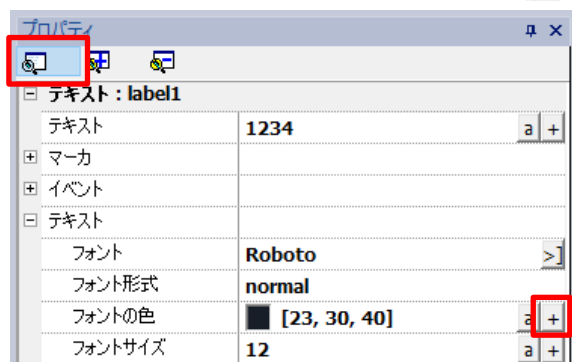 プロパティ
テキスト : label1
テキスト 1234 a +
マーカ
イベント
テキスト
フォント Roboto >]
フォント形式 normal
フォントの色 [23, 30, 40] a +
フォントサイズ 12 a +